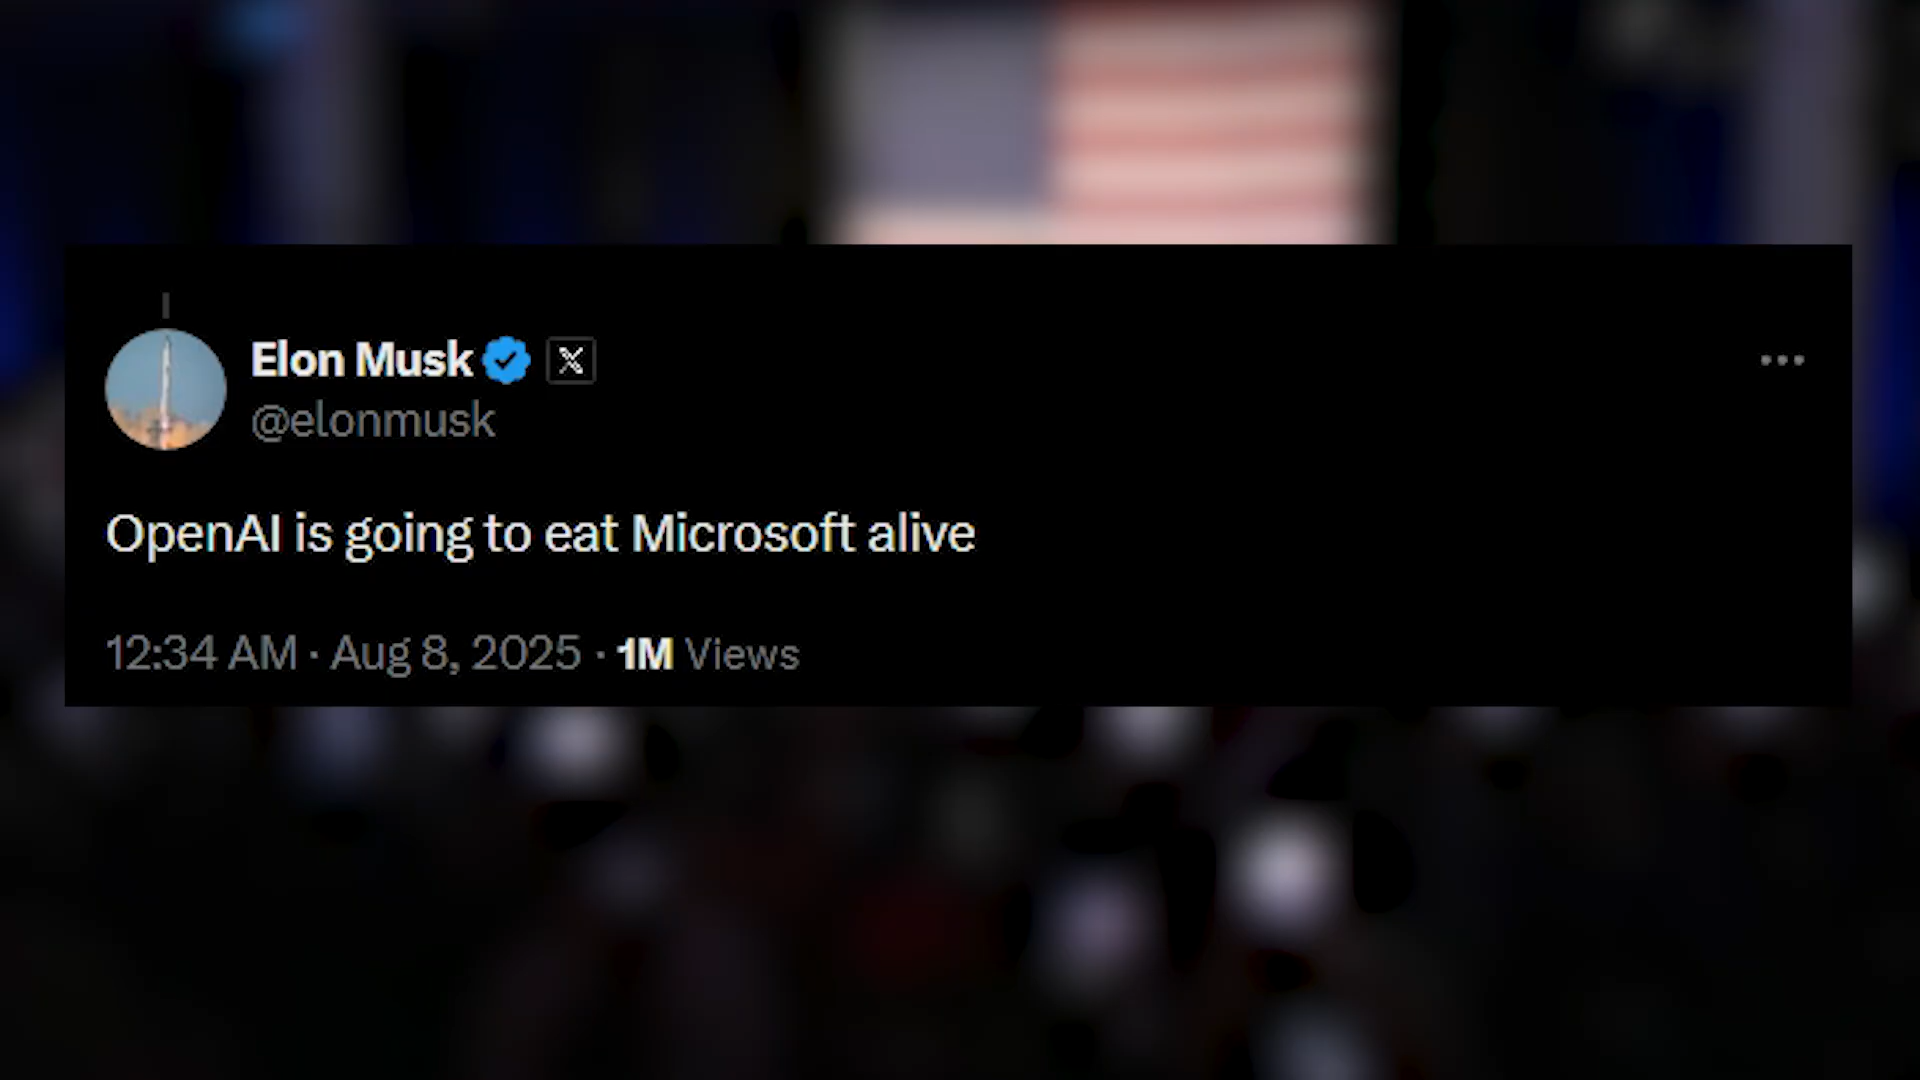 Elon Musk
@elonmusk
OpenAI is going to eat Microsoft alive
12:34 AM · Aug 8, 2025 · 1M Views